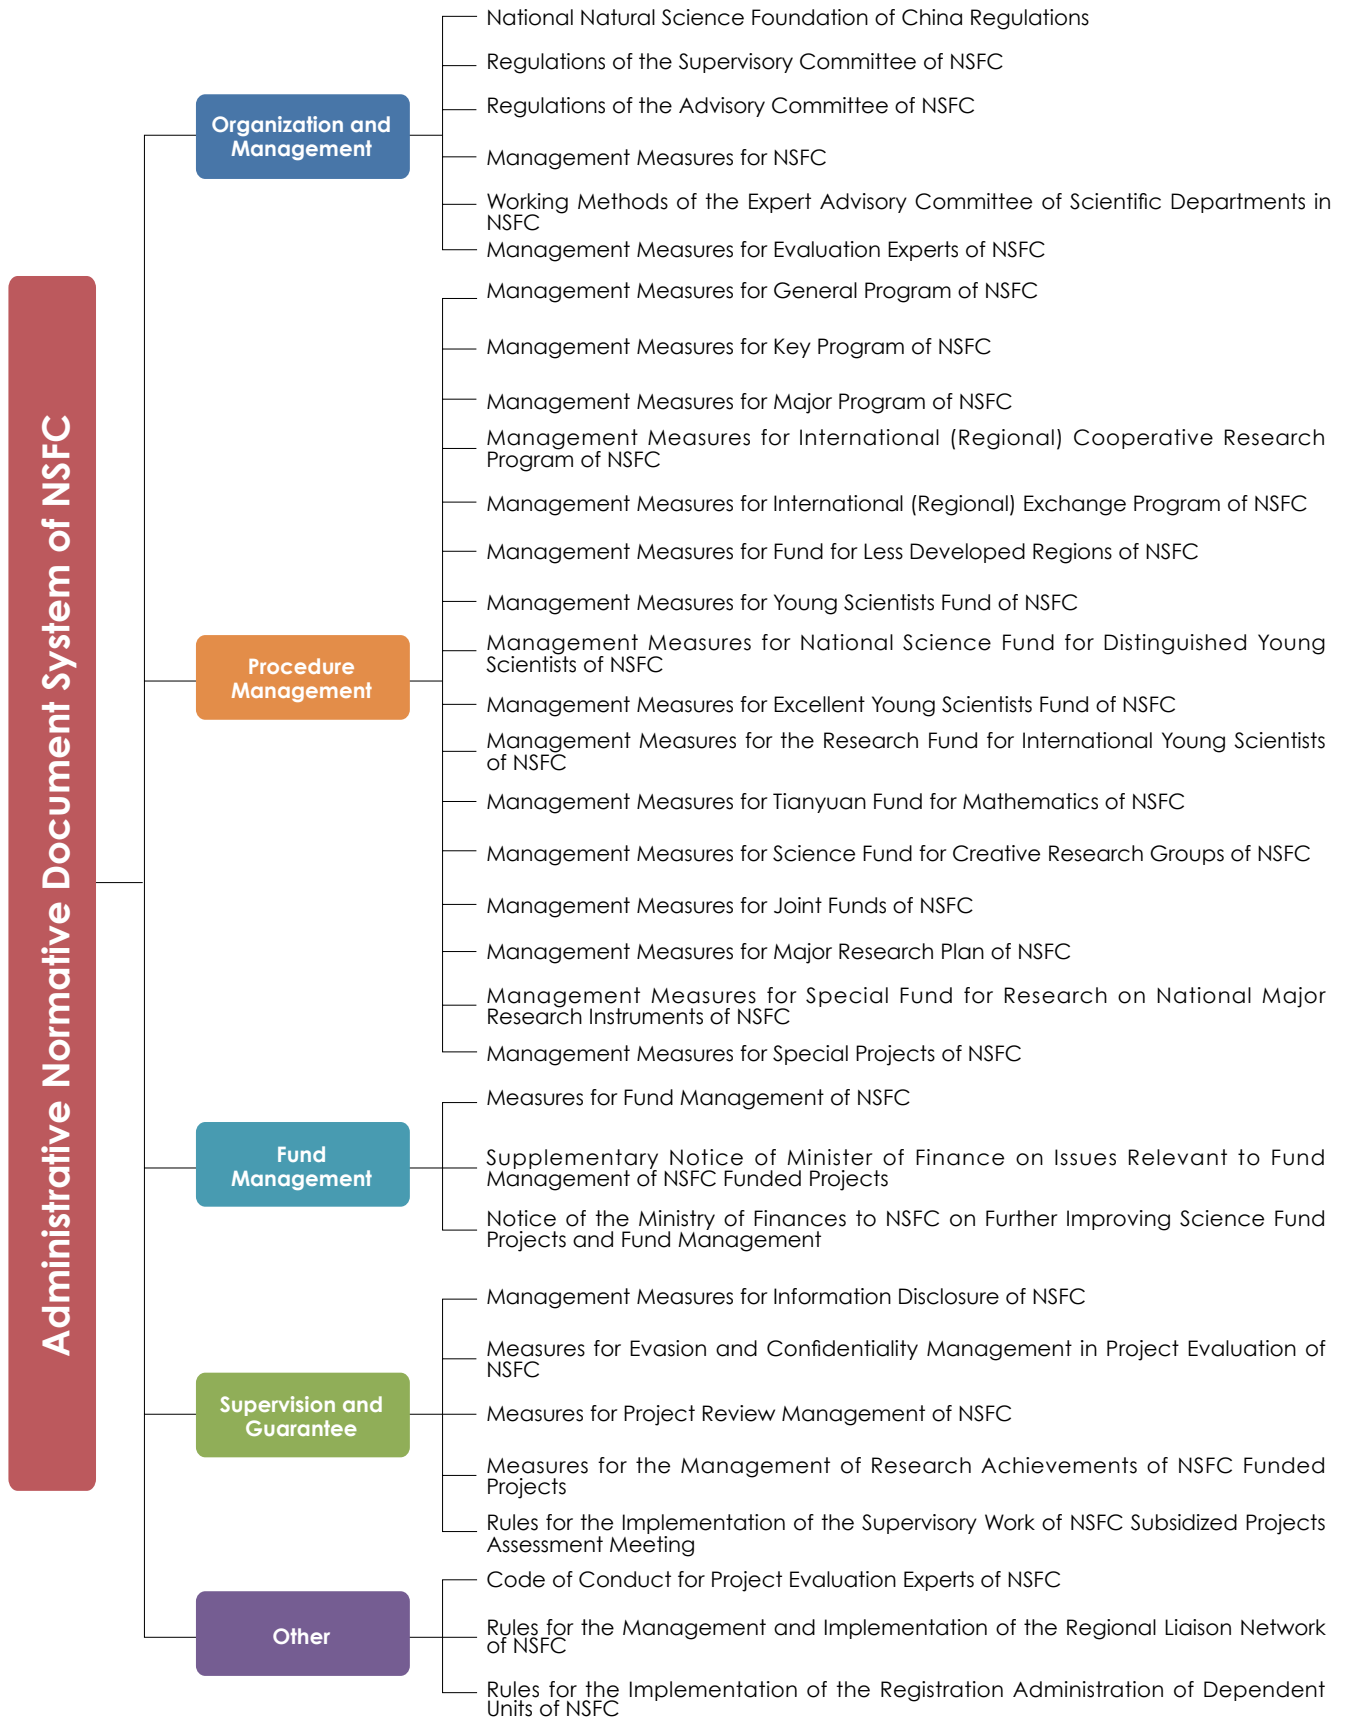 Administrative Normative Document System of NSFC
Organization and
Management
National Natural Science Foundation of China Regulations
Regulations of the Supervisory Committee of NSFC
Regulations of the Advisory Committee of NSFC
Management Measures for NSFC
Working Methods of the Expert Advisory Committee of Scientific Departments in
NSFC
Management Measures for Evaluation Experts of NSFC
Procedure
Management
Management Measures for General Program of NSFC
Management Measures for Key Program of NSFC
Management Measures for Major Program of NSFC
Management Measures for International (Regional) Cooperative Research
Program of NSFC
Management Measures for International (Regional) Exchange Program of NSFC
Management Measures for Fund for Less Developed Regions of NSFC
Management Measures for Young Scientists Fund of NSFC
Management Measures for National Science Fund for Distinguished Young
Scientists of NSFC
Management Measures for Excellent Young Scientists Fund of NSFC
Management Measures for the Research Fund for International Young Scientists
of NSFC
Management Measures for Tianyuan Fund for Mathematics of NSFC
Management Measures for Science Fund for Creative Research Groups of NSFC
Management Measures for Joint Funds of NSFC
Management Measures for Major Research Plan of NSFC
Management Measures for Special Fund for Research on National Major
Research Instruments of NSFC
Management Measures for Special Projects of NSFC
Fund
Management
Measures for Fund Management of NSFC
Supplementary Notice of Minister of Finance on Issues Relevant to Fund
Management of NSFC Funded Projects
Notice of the Ministry of Finances to NSFC on Further Improving Science Fund
Projects and Fund Management
Supervision and
Guarantee
Management Measures for Information Disclosure of NSFC
Measures for Evasion and Confidentiality Management in Project Evaluation of
NSFC
Measures for Project Review Management of NSFC
Measures for the Management of Research Achievements of NSFC Funded
Projects
Rules for the Implementation of the Supervisory Work of NSFC Subsidized Projects
Assessment Meeting
Other
Code of Conduct for Project Evaluation Experts of NSFC
Rules for the Management and Implementation of the Regional Liaison Network
of NSFC
Rules for the Implementation of the Registration Administration of Dependent
Units of NSFC